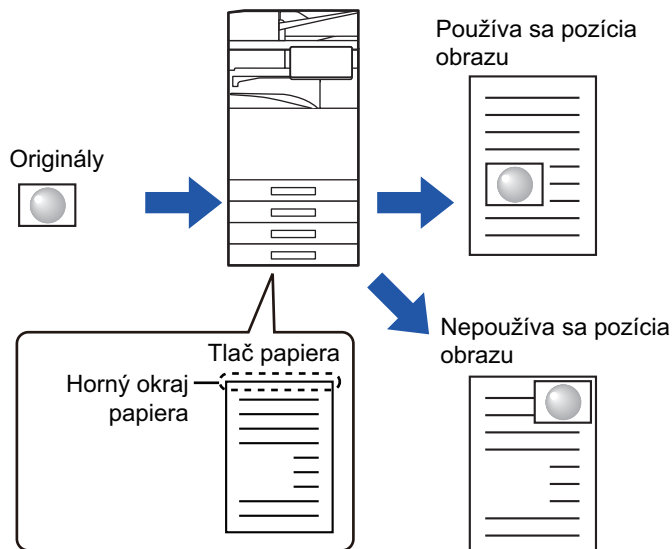 Používa sa pozícia
obrazu
Originály
Nepoužíva sa pozícia
obrazu
Tlač papiera
Horný okraj
papiera